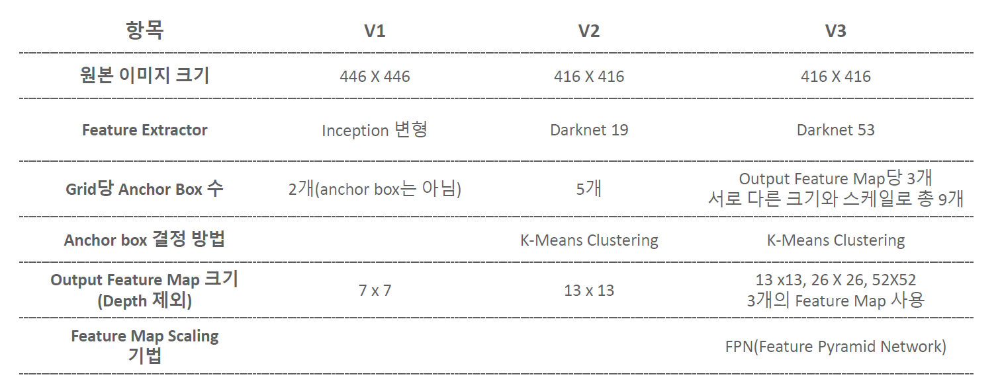 항목 V1 V2 V3
원본 이미지 크기 446 X 446 416 X 416 416 X 416
Feature Extractor Inception 변형 Darknet 19 Darknet 53
Grid당 Anchor Box 수 2개(anchor box는 아님) 5개 Output Feature Map당 3개
서로 다른 크기와 스케일로 총 9개
Anchor box 결정 방법 K-Means Clustering K-Means Clustering
Output Feature Map 크기
(Depth 제외) 7 x 7 13 x 13 13 x13, 26 X 26, 52X52
3개의 Feature Map 사용
Feature Map Scaling
기법 FPN(Feature Pyramid Network)